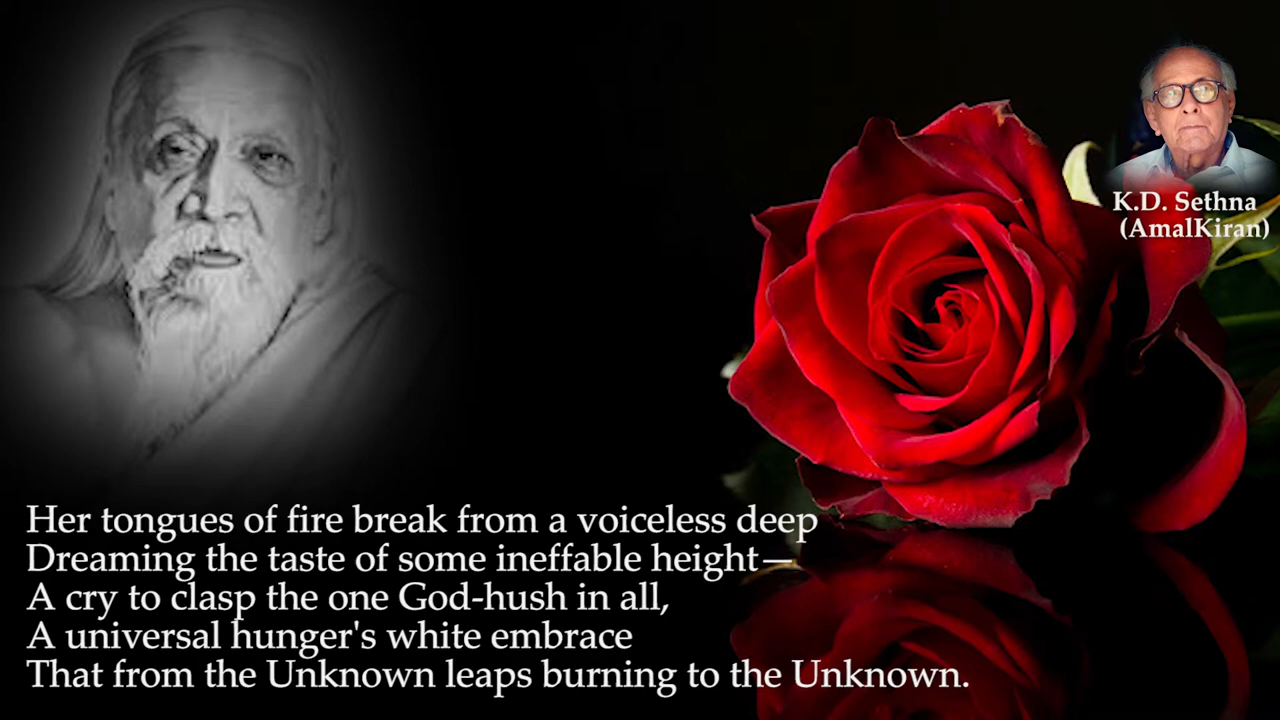 K.D. Sethna
(AmalKiran)
Her tongues of fire break from a voiceless deep
Dreaming the taste of some ineffable height—
A cry to clasp the one God-hush in all,
A universal hunger's white embrace
That from the Unknown leaps burning to the Unknown.